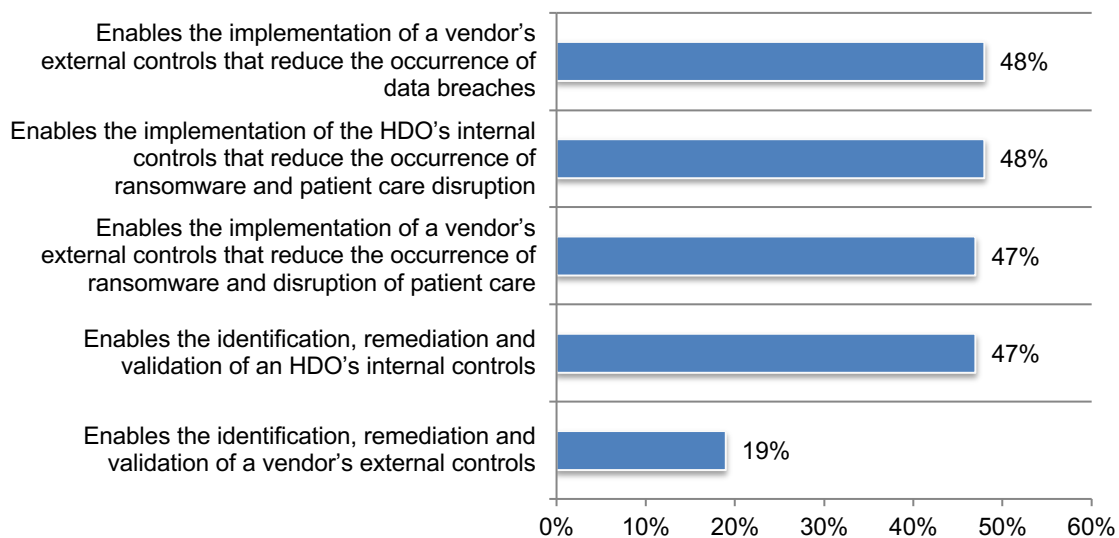 Enables the implementation of a vendor’s
external controls that reduce the occurrence of
data breaches
48%
Enables the implementation of the HDO’s internal
controls that reduce the occurrence of
ransomware and patient care disruption
48%
Enables the implementation of a vendor’s
external controls that reduce the occurrence of
ransomware and disruption of patient care
47%
Enables the identification, remediation and
validation of an HDO’s internal controls
47%
Enables the identification, remediation and
validation of a vendor’s external controls
19%
0% 10% 20% 30% 40% 50% 60%